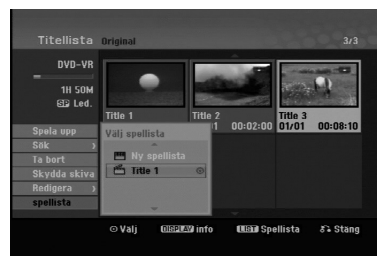 Titellista Original 3/3
DVD-VR
1H 50M
SP Led.
Title 1 Title 2 Title 3
1 00:02:00 01/01 00:08:10
Spela upp
Sök
Ta bort
Skydda skiva
Redigera
spellista
Välj spellista
Ny spellista
Title 1
Välj DISPLAY info LIST Spellista Stäng